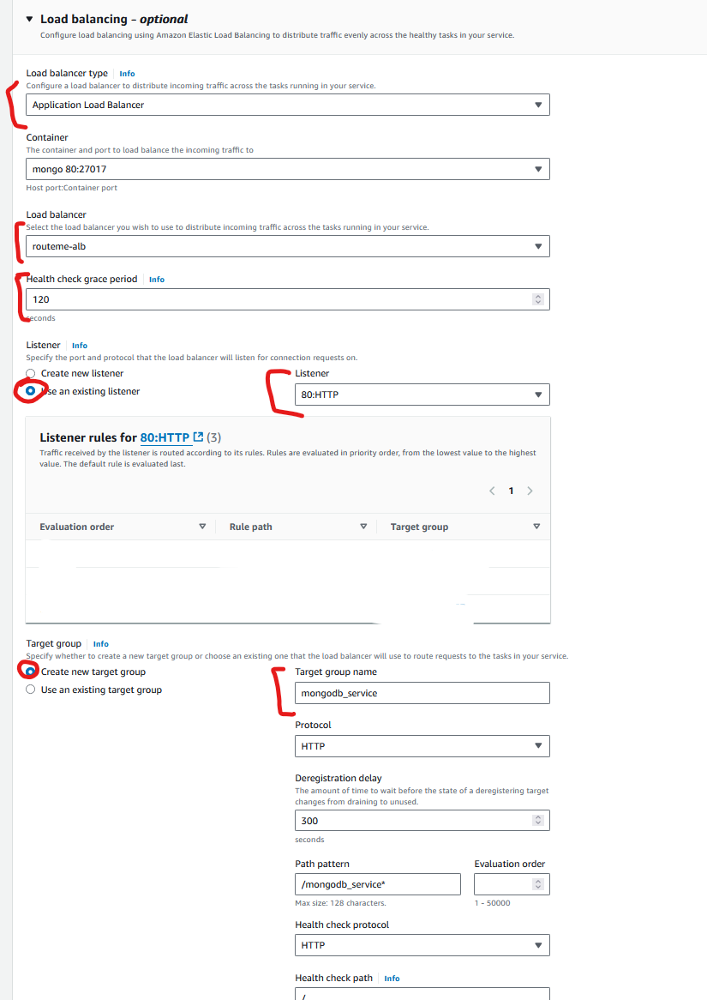 Load balancing - optional
Configure load balancing using Amazon Elastic Load Balancing to distribute traffic evenly across the healthy tasks in your service.
Load balancer type Info
Configure a load balancer to distribute incoming traffic across the tasks running in your service.
Application Load Balancer
Container
The container and port to load balance the incoming traffic to
mongo 80:27017
Host port:Container port
Load balancer
Select the load balancer you wish to use to distribute incoming traffic across the tasks running in your service.
routeme-alb
Health check grace period Info
120
seconds
Listener Info
Specify the port and protocol that the load balancer will listen for connection requests on.
Create new listener
Use an existing listener
Listener
80:HTTP
Listener rules for 80:HTTP (3)
Traffic received by the listener is routed according to its rules. Rules are evaluated in priority order, from the lowest value to the highest
value. The default rule is evaluated last.
1
Evaluation order Rule path Target group
Target group Info
Specify whether to create a new target group or choose an existing one that the load balancer will use to route requests to the tasks in your service.
Create new target group
Use an existing target group
Target group name
mongodb_service
Protocol
HTTP
Deregistration delay
The amount of time to wait before the state of a deregistering target
changes from draining to unused.
300
seconds
Path pattern Evaluation order
/mongodb_service*
Max size: 128 characters. 1 - 50000
Health check protocol
HTTP
Health check path Info
/